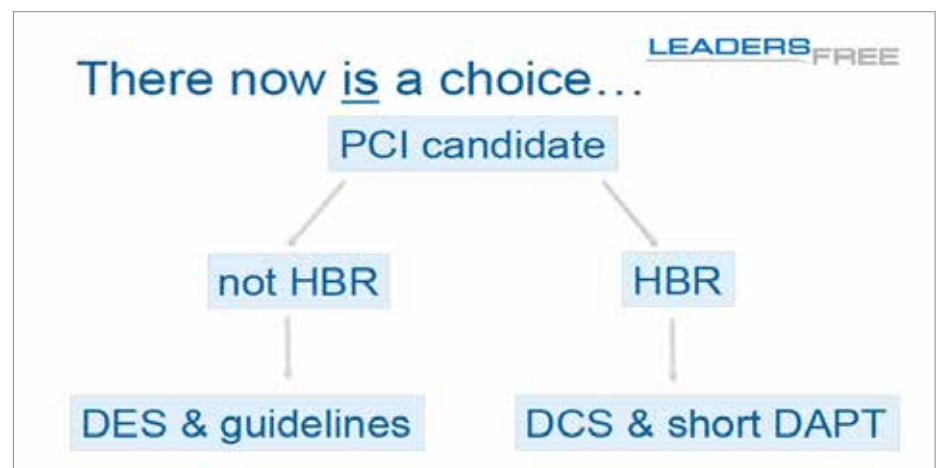 LEADERS FREE
There now is a choice…
PCI candidate
not HBR
HBR
DES & guidelines
DCS & short DAPT